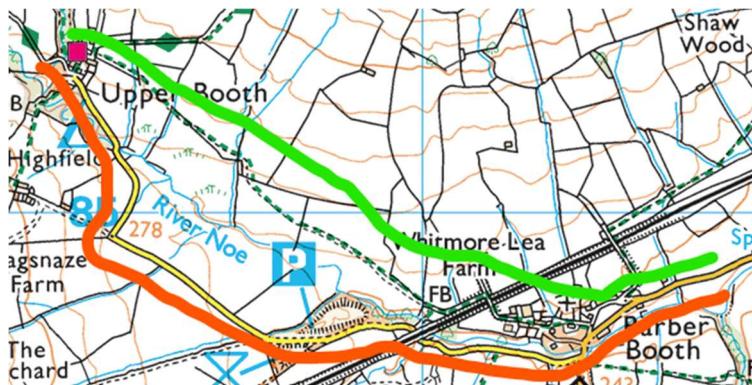 Shaw
Wood
Upper Booth
B
Highfield
85
278
River Noe
agsnaze
Farm
P
Whitmore Lea
Farm
FB
Sp
The
chard
Barber
Booth